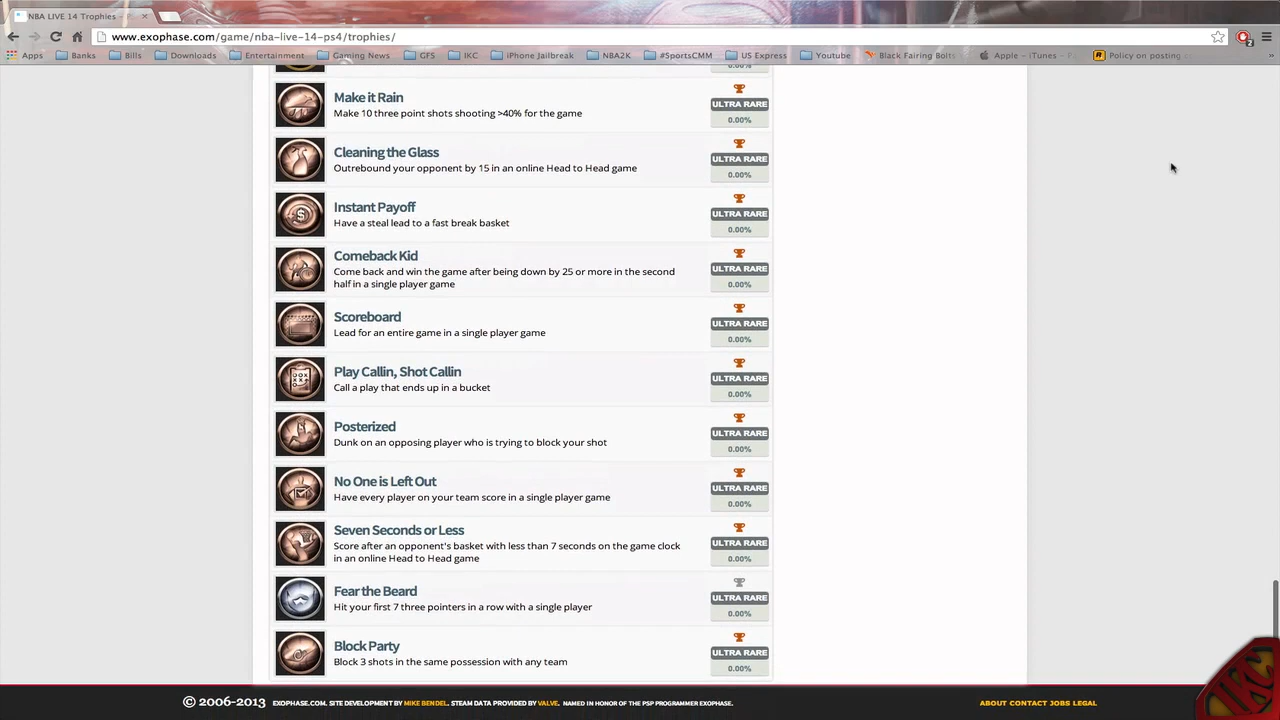 NBA LIVE 14 Trophies
www.exophase.com/game/nba-live-14-ps4/trophies/
2
Apps Banks Bills Downloads Entertainment Gaming News GFS IKC iPhone Jailbreak NBA2K #SportsCMM US Express Youtube Black Fairing Bolts Apple – iTunes Policy on posting »
0.00%
Make it Rain
Make 10 three point shots shooting >40% for the game
ULTRA RARE
0.00%
Cleaning the Glass
Outrebound your opponent by 15 in an online Head to Head game
ULTRA RARE
0.00%
Instant Payoff
Have a steal lead to a fast break basket
ULTRA RARE
0.00%
Comeback Kid
Come back and win the game after being down by 25 or more in the second
half in a single player game
ULTRA RARE
0.00%
Scoreboard
Lead for an entire game in a single player game
ULTRA RARE
0.00%
Play Callin, Shot Callin
Call a play that ends up in a bucket
ULTRA RARE
0.00%
Posterized
Dunk on an opposing player who is trying to block your shot
ULTRA RARE
0.00%
No One is Left Out
Have every player on your team score in a single player game
ULTRA RARE
0.00%
Seven Seconds or Less
Score after an opponent's basket with less than 7 seconds on the game clock
in an online Head to Head game
ULTRA RARE
0.00%
Fear the Beard
Hit your first 7 three pointers in a row with a single player
ULTRA RARE
0.00%
Block Party
Block 3 shots in the same possession with any team
ULTRA RARE
0.00%
© 2006-2013 EXOPHASE.COM. SITE DEVELOPMENT BY MIKE BENDEL. STEAM DATA PROVIDED BY VALVE. NAMED IN HONOR OF THE PSP PROGRAMMER EXOPHASE.
ABOUT CONTACT JOBS LEGAL
IKC